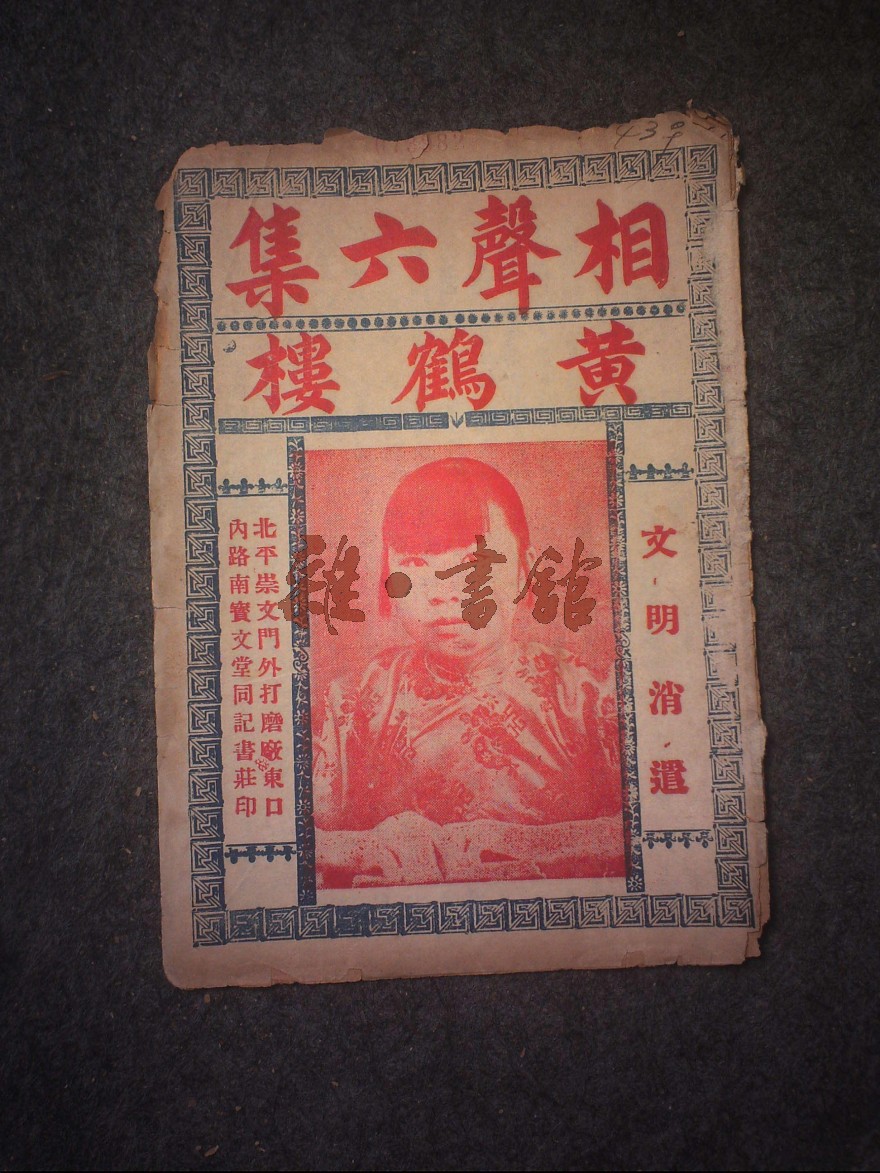 439
相聲六集
黃鶴樓
文明消遣
北平崇文門外打磨廠東口
內路南寶文堂同記書莊印
雜·書館